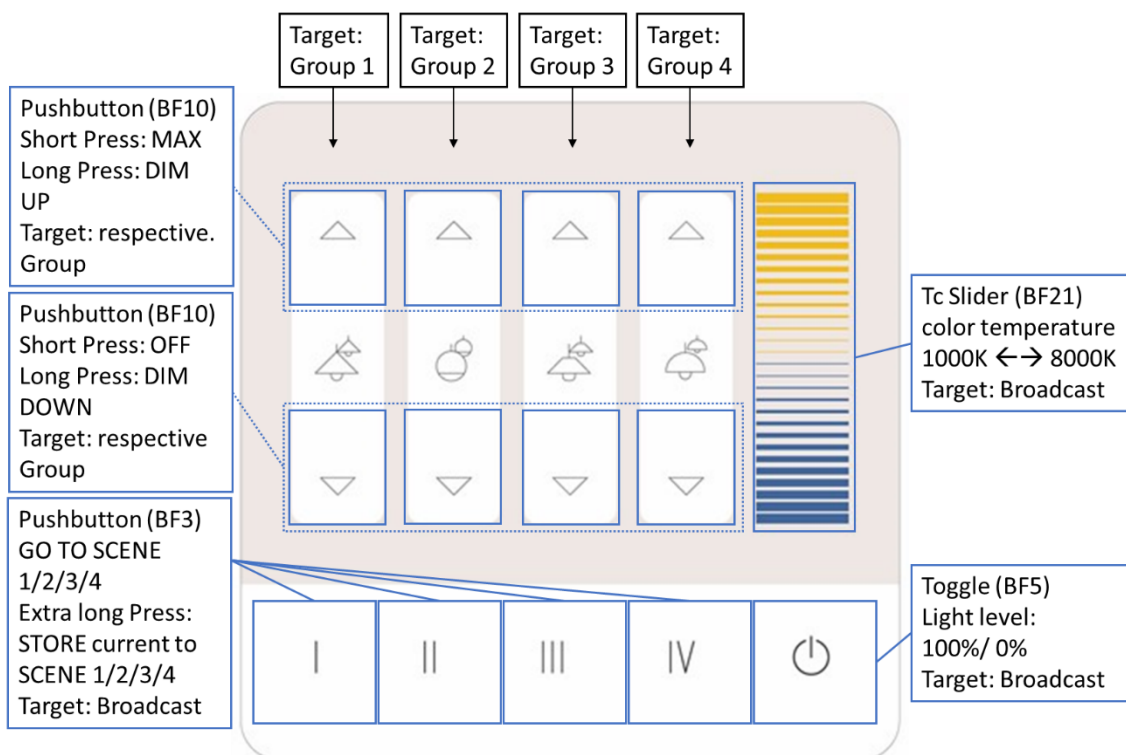 Target:
Group 1
Target:
Group 2
Target:
Group 3
Target:
Group 4
Pushbutton (BF10)
Short Press: MAX
Long Press: DIM
UP
Target: respective.
Group
Pushbutton (BF10)
Short Press: OFF
Long Press: DIM
DOWN
Target: respective
Group
Pushbutton (BF3)
GO TO SCENE
1/2/3/4
Extra long Press:
STORE current to
SCENE 1/2/3/4
Target: Broadcast
Tc Slider (BF21)
color temperature
1000K ←→ 8000K
Target: Broadcast
Toggle (BF5)
Light level:
100%/ 0%
Target: Broadcast
I
II
III
IV